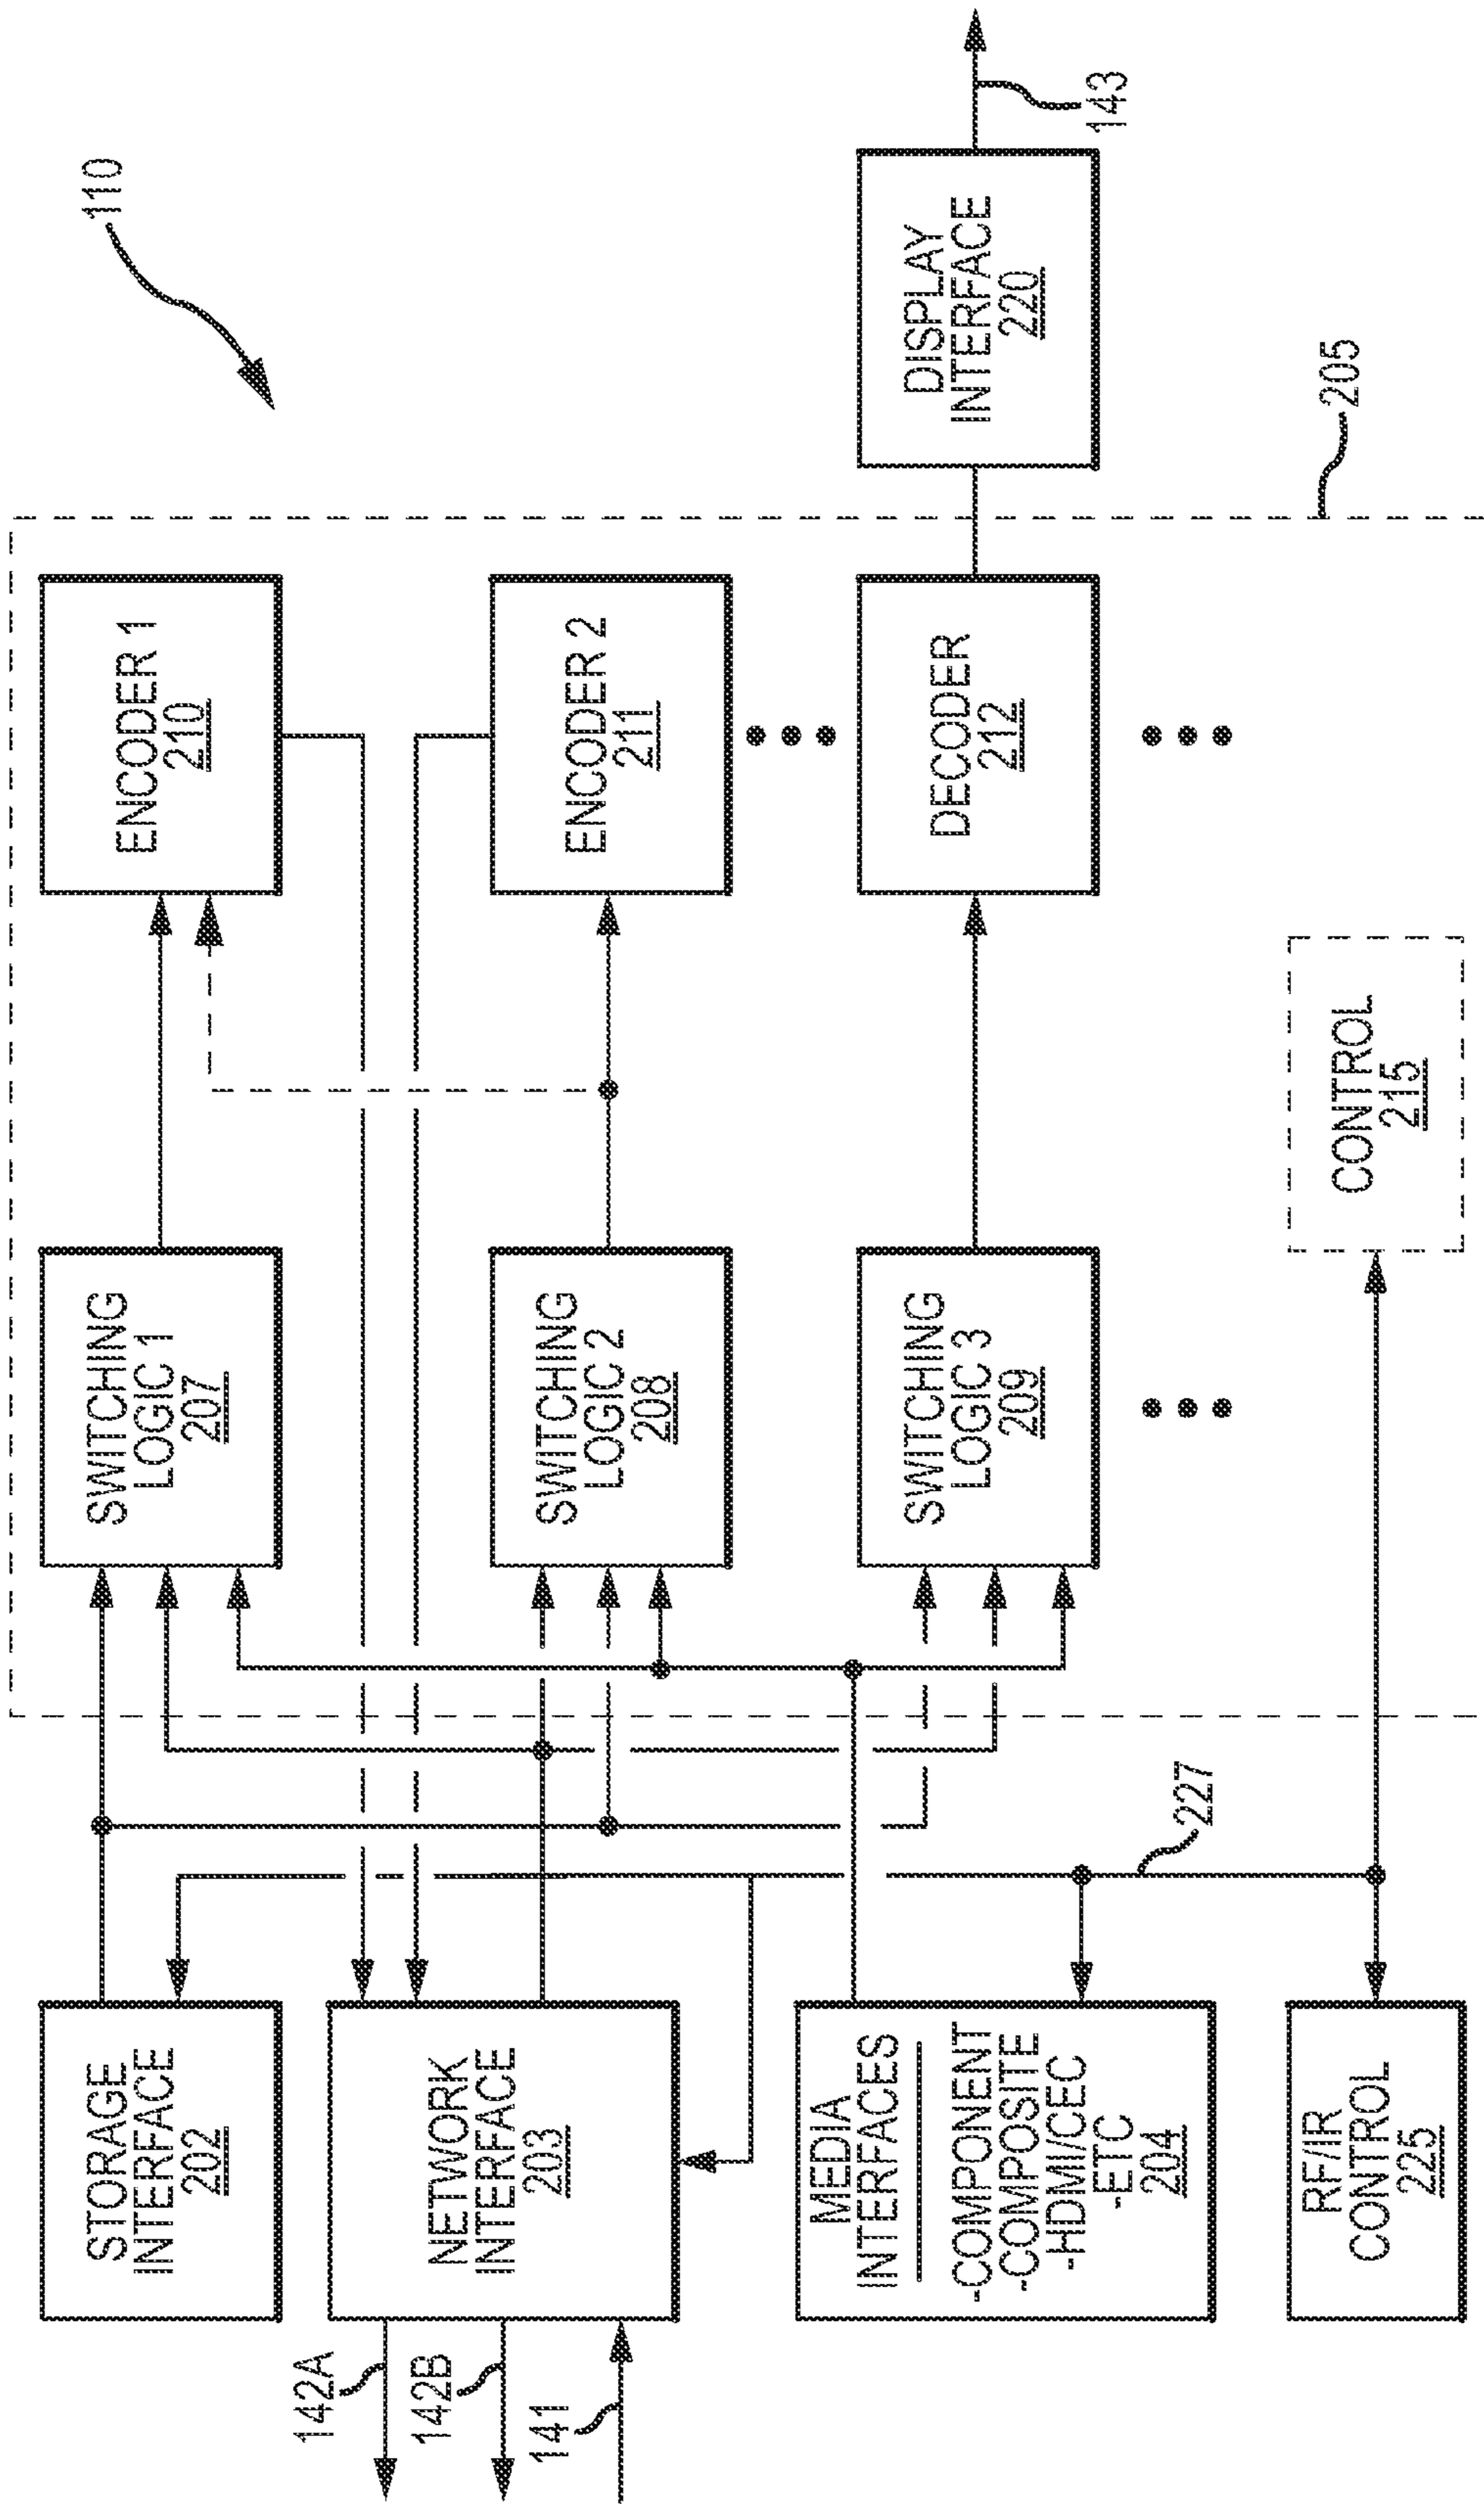 110
STORAGE
INTERFACE
202
SWITCHING
LOGIC 1
207
ENCODER 1
210
142A
142B
141
NETWORK
INTERFACE
203
SWITCHING
LOGIC 2
208
ENCODER 2
211
MEDIA
INTERFACES
-COMPONENT
-COMPOSITE
-HDMI/CEC
-ETC
204
SWITCHING
LOGIC 3
209
DECODER
212
DISPLAY
INTERFACE
220
143
227
205
RF/IR
CONTROL
225
CONTROL
215